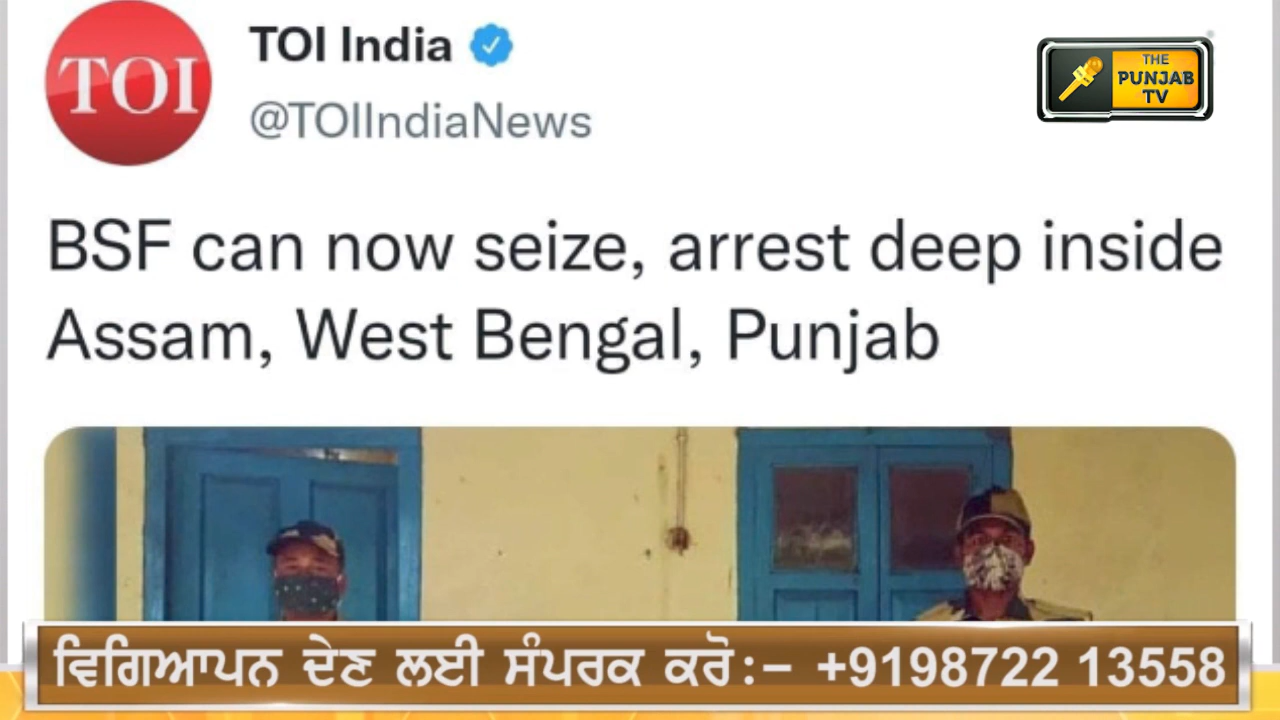 TOI
TOI India
@TOIIndiaNews
THE
PUNJAB
TV
BSF can now seize, arrest deep inside
Assam, West Bengal, Punjab
ਵਿਗਿਆਪਨ ਦੇਣ ਲਈ ਸੰਪਰਕ ਕਰੋ:– +9198722 13558